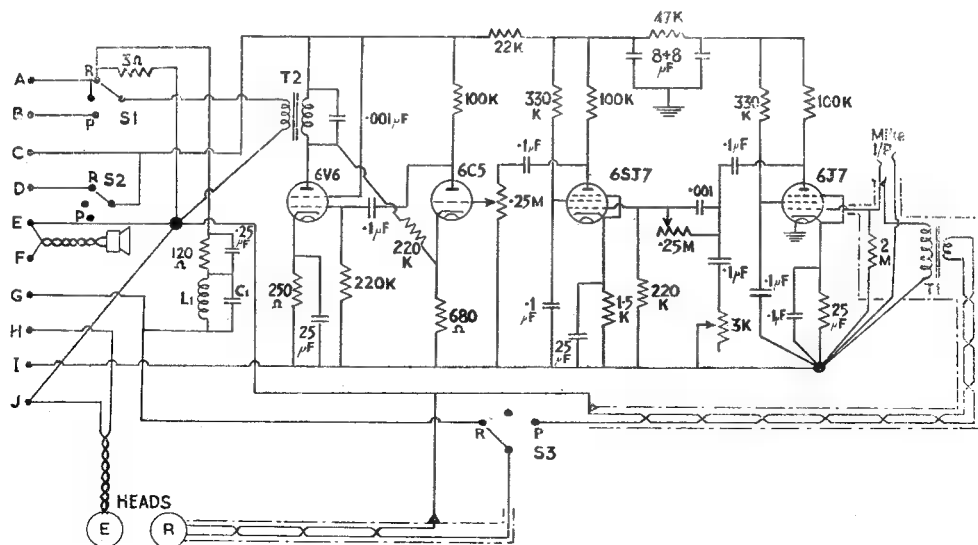 47K
22K
8+8
μF
3Ω
A
R
T2
330
K
100K
330
K
100K
B
P
S1
100K
·001μF
Mike
I/P
C
·1μF
·1μF
D
R
S2
6V6
6C5
6SJ7
6J7
P
·25M
·001
E
·25
μF
·1μF
220
K
·25M
2
M
F
120
Ω
T1
G
L1
C1
250
Ω
220K
680
Ω
·1
μF
1·5
K
220
K
·1μF
·1μF
H
25
μF
25
μF
3K
·1μF
25
μF
I
J
R
P
S3
HEADS
E
R